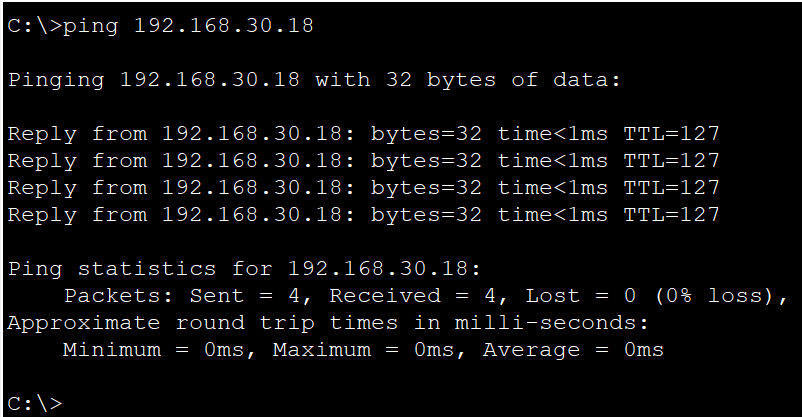 C:\>ping 192.168.30.18
Pinging 192.168.30.18 with 32 bytes of data:
Reply from 192.168.30.18: bytes=32 time<1ms TTL=127
Reply from 192.168.30.18: bytes=32 time<1ms TTL=127
Reply from 192.168.30.18: bytes=32 time<1ms TTL=127
Reply from 192.168.30.18: bytes=32 time<1ms TTL=127
Ping statistics for 192.168.30.18:
Packets: Sent = 4, Received = 4, Lost = 0 (0% loss),
Approximate round trip times in milli-seconds:
Minimum = 0ms, Maximum = 0ms, Average = 0ms
C:\>